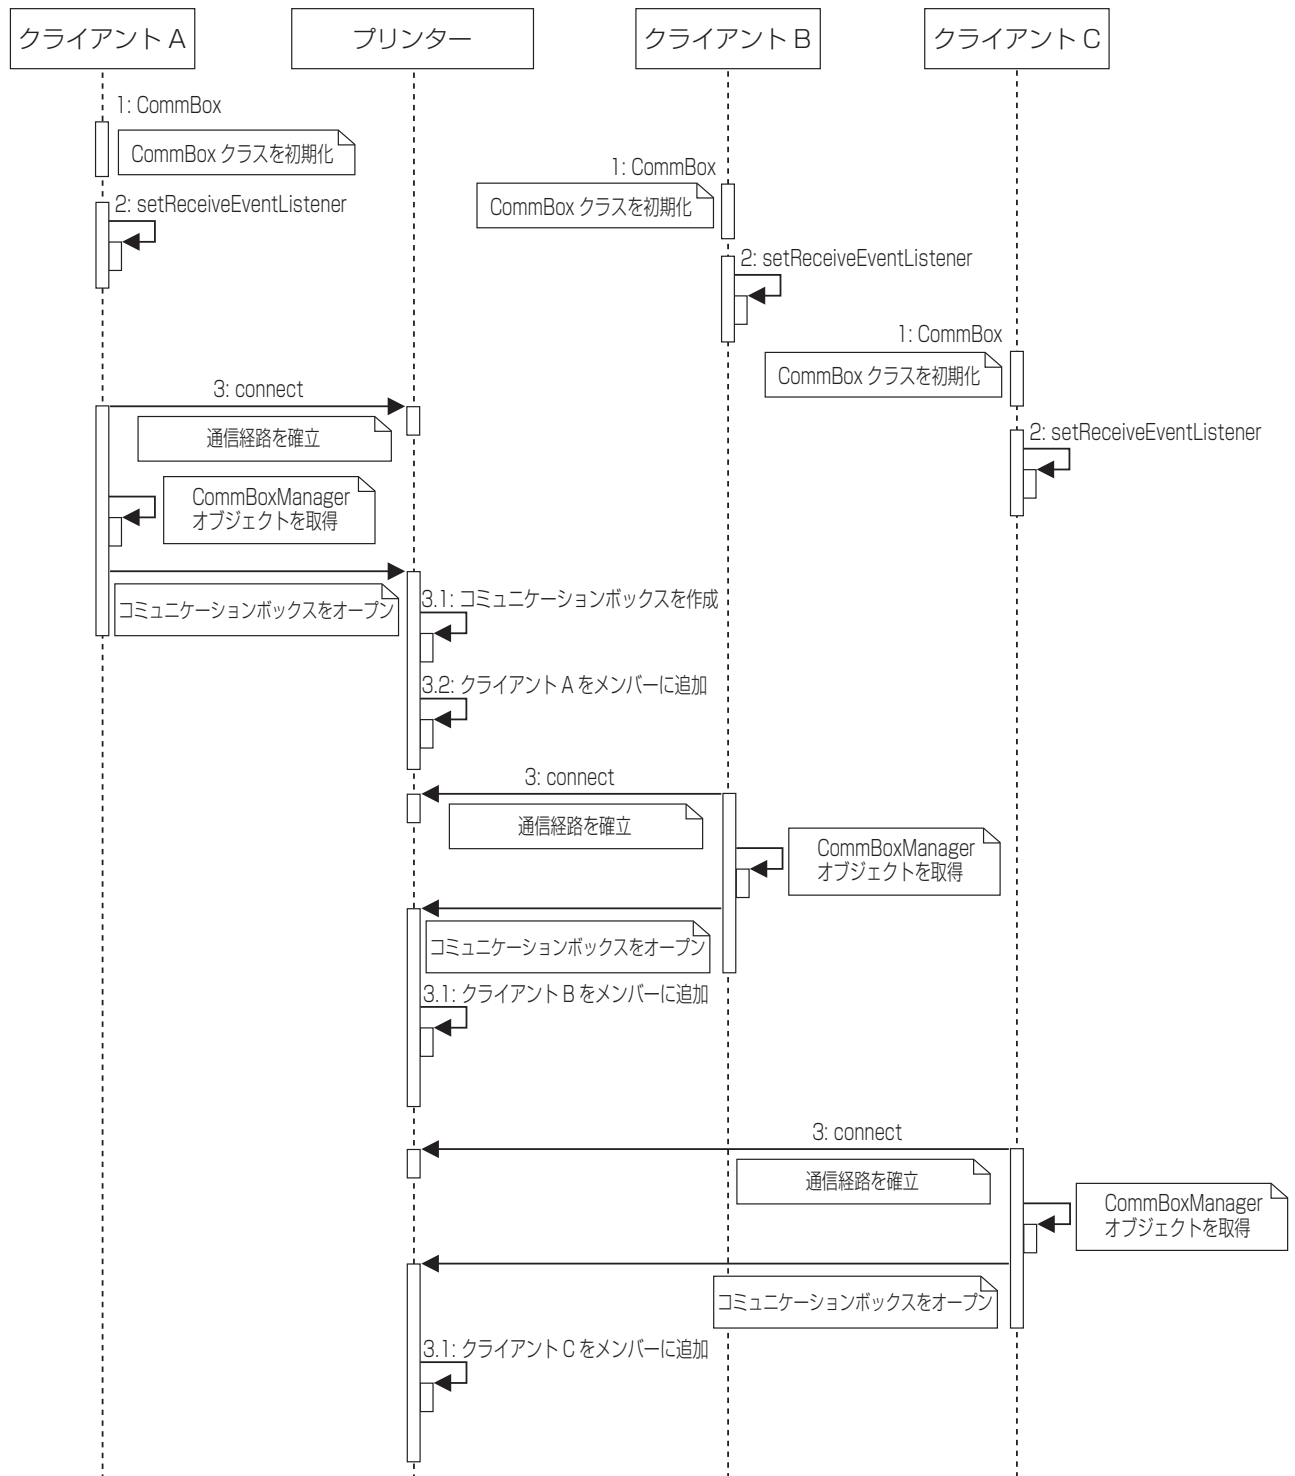 クライアント A
プリンター
クライアント B
クライアント C
1: CommBox
CommBox クラスを初期化
1: CommBox
CommBox クラスを初期化
2: setReceiveEventListener
2: setReceiveEventListener
1: CommBox
CommBox クラスを初期化
3: connect
通信経路を確立
2: setReceiveEventListener
CommBoxManager
オブジェクトを取得
コミュニケーションボックスをオープン
3.1: コミュニケーションボックスを作成
3.2: クライアント A をメンバーに追加
3: connect
通信経路を確立
CommBoxManager
オブジェクトを取得
コミュニケーションボックスをオープン
3.1: クライアント B をメンバーに追加
3: connect
通信経路を確立
CommBoxManager
オブジェクトを取得
コミュニケーションボックスをオープン
3.1: クライアント C をメンバーに追加